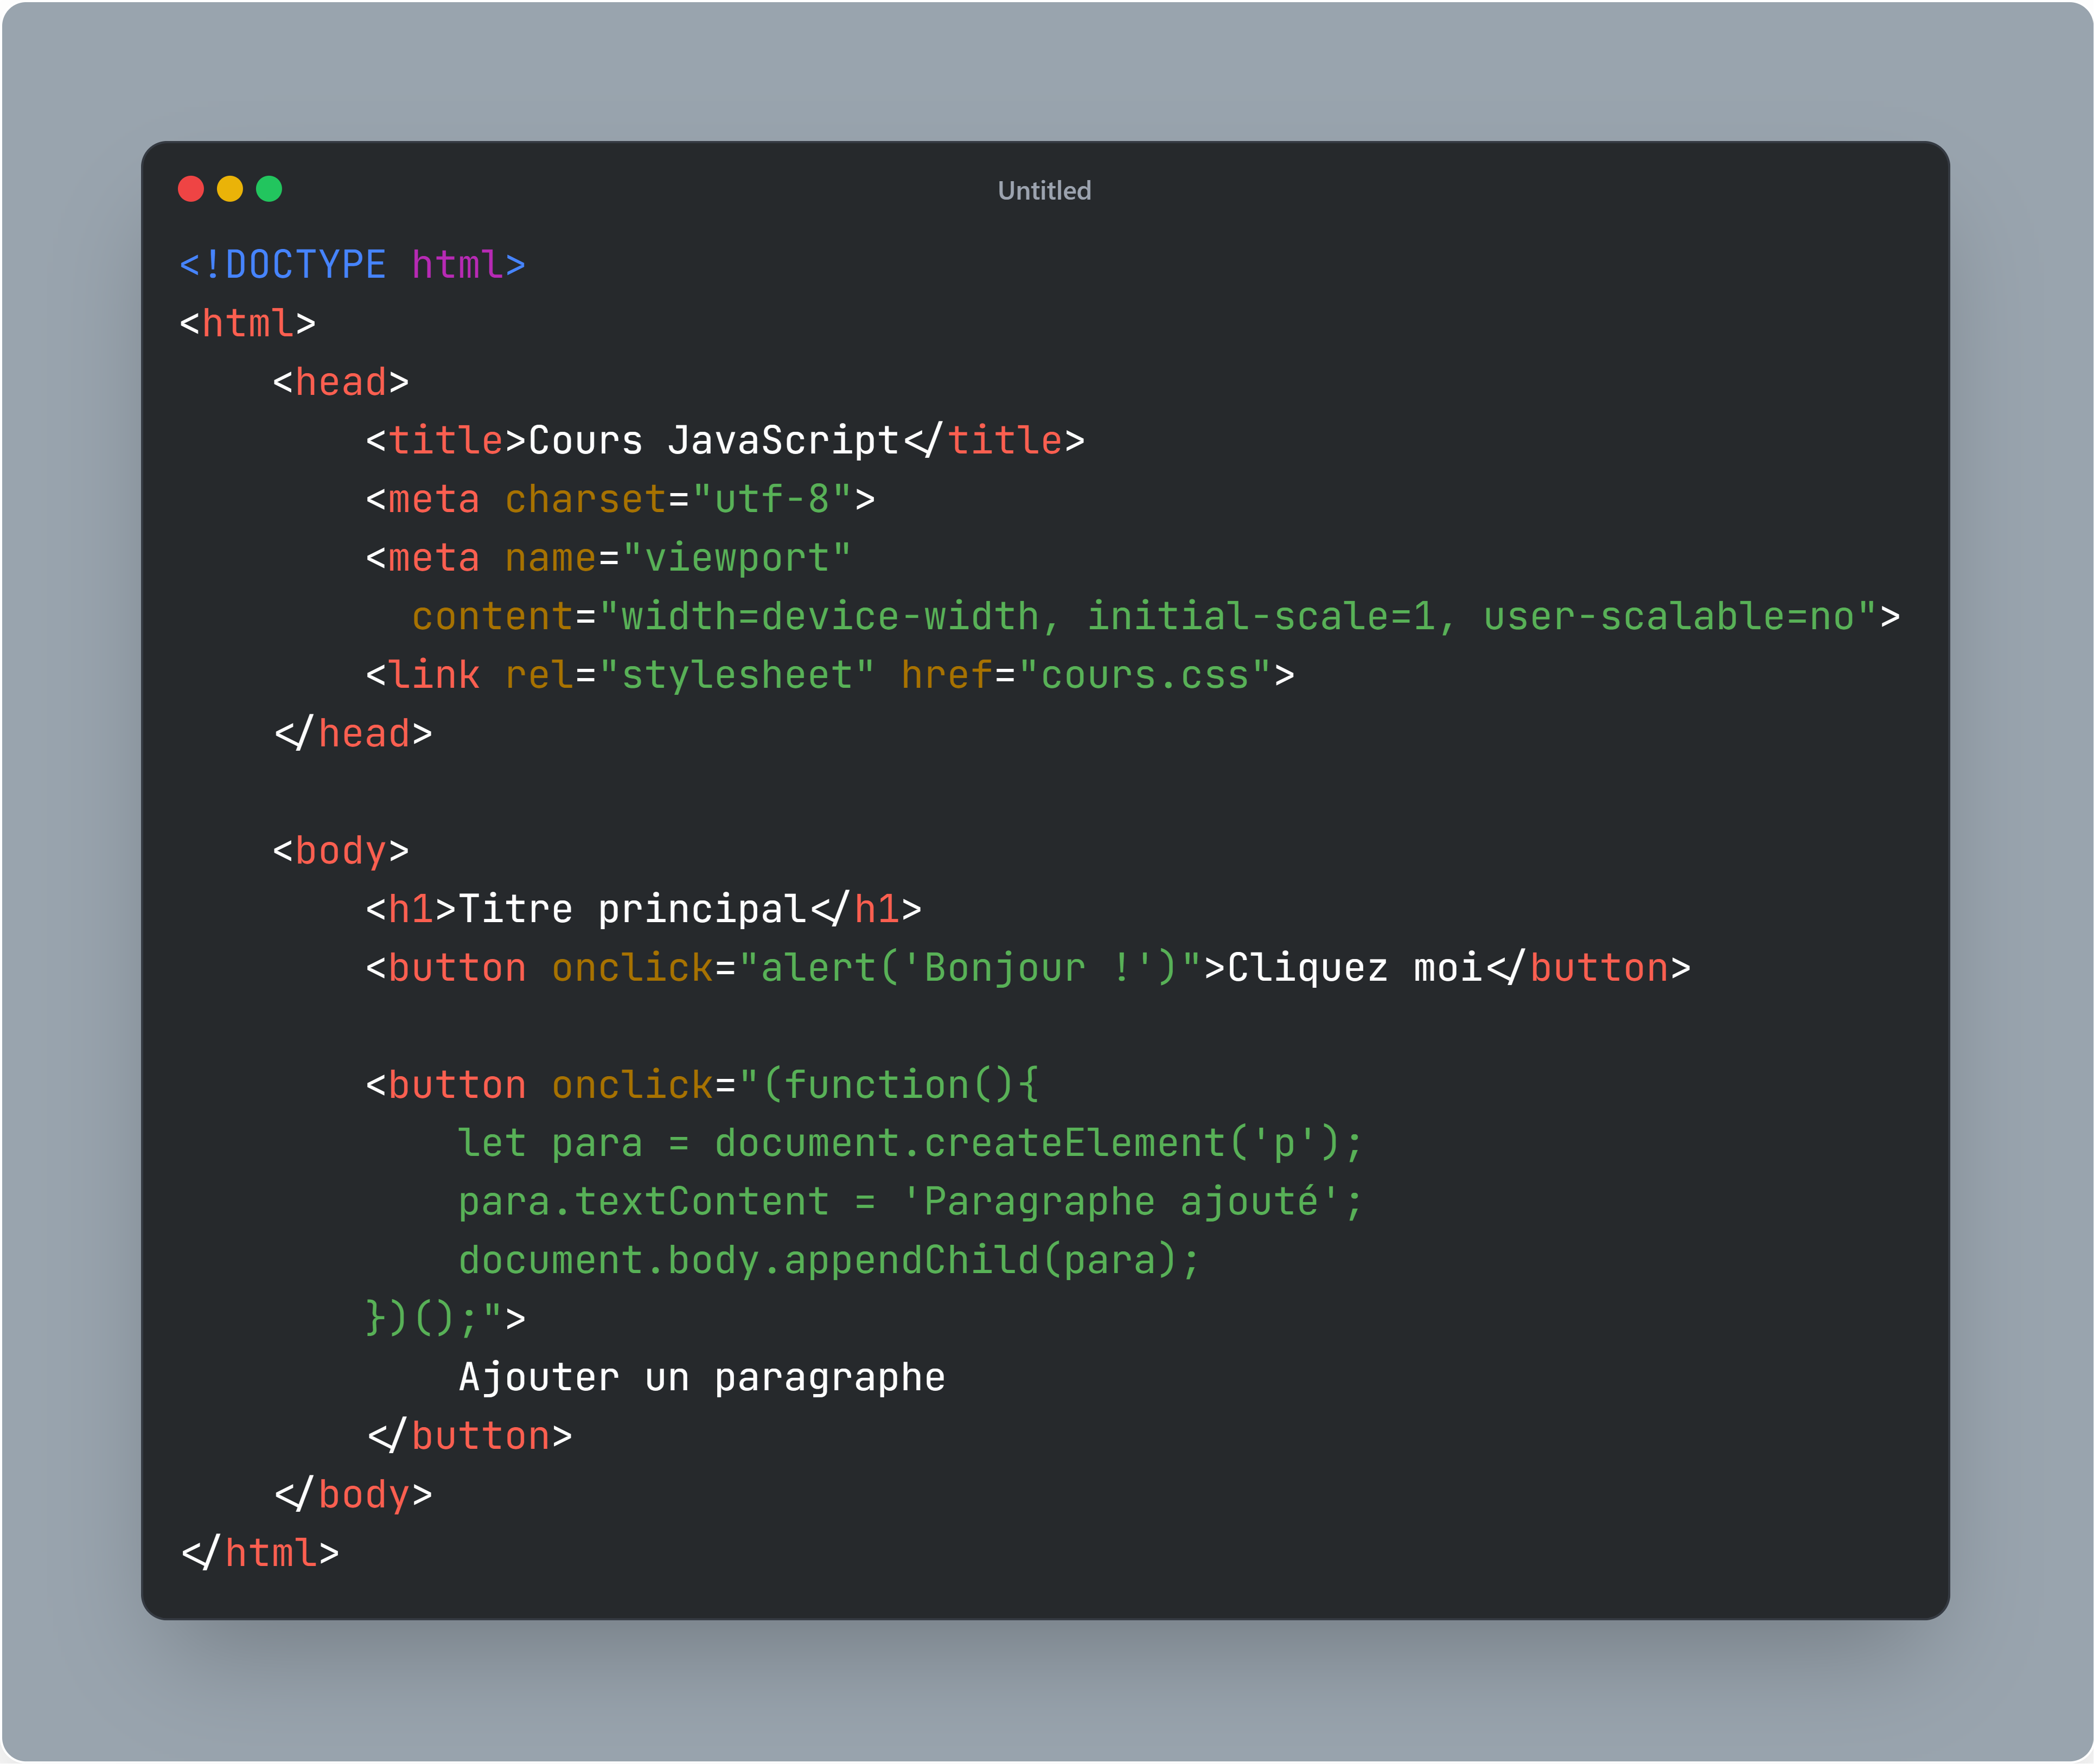 Untitled
<!DOCTYPE html>
<html>
    <head>
        <title>Cours JavaScript</title>
        <meta charset="utf-8">
        <meta name="viewport"
          content="width=device-width, initial-scale=1, user-scalable=no">
        <link rel="stylesheet" href="cours.css">
    </head>

    <body>
        <h1>Titre principal</h1>
        <button onclick="alert('Bonjour !')">Cliquez moi</button>

        <button onclick="(function(){
            let para = document.createElement('p');
            para.textContent = 'Paragraphe ajouté';
            document.body.appendChild(para);
        })();">
            Ajouter un paragraphe
        </button>
    </body>
</html>